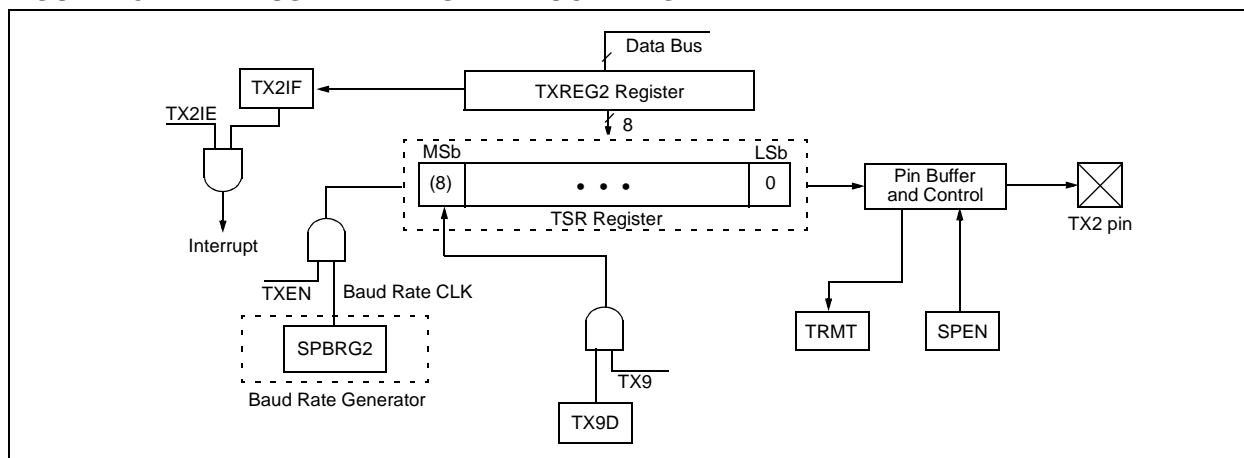 Data Bus
TX2IF
TXREG2 Register
TX2IE
8
MSb
LSb
(8)
• • •
0
Pin Buffer
and Control
TSR Register
TX2 pin
Interrupt
TXEN
Baud Rate CLK
TRMT
SPEN
SPBRG2
TX9
Baud Rate Generator
TX9D